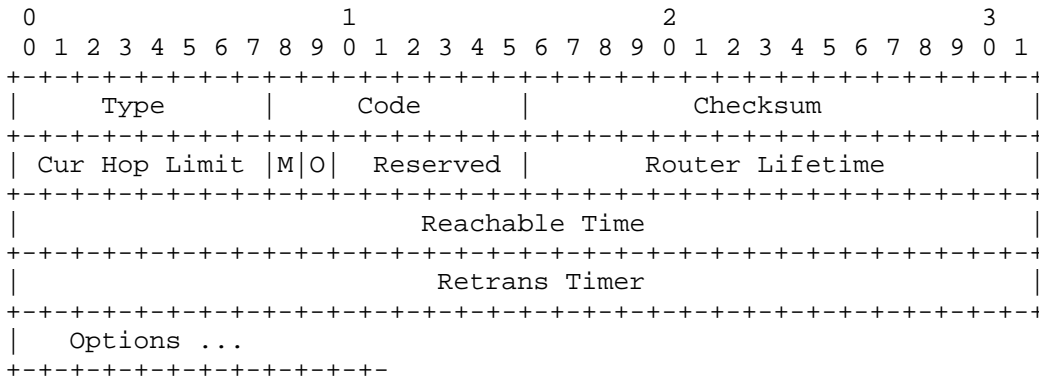 0                   1                   2                   3
 0 1 2 3 4 5 6 7 8 9 0 1 2 3 4 5 6 7 8 9 0 1 2 3 4 5 6 7 8 9 0 1
+-+-+-+-+-+-+-+-+-+-+-+-+-+-+-+-+-+-+-+-+-+-+-+-+-+-+-+-+-+-+-+-+
|     Type      |     Code      |          Checksum             |
+-+-+-+-+-+-+-+-+-+-+-+-+-+-+-+-+-+-+-+-+-+-+-+-+-+-+-+-+-+-+-+-+
| Cur Hop Limit |M|O|  Reserved |       Router Lifetime         |
+-+-+-+-+-+-+-+-+-+-+-+-+-+-+-+-+-+-+-+-+-+-+-+-+-+-+-+-+-+-+-+-+
|                         Reachable Time                        |
+-+-+-+-+-+-+-+-+-+-+-+-+-+-+-+-+-+-+-+-+-+-+-+-+-+-+-+-+-+-+-+-+
|                          Retrans Timer                        |
+-+-+-+-+-+-+-+-+-+-+-+-+-+-+-+-+-+-+-+-+-+-+-+-+-+-+-+-+-+-+-+-+
|   Options ...
+-+-+-+-+-+-+-+-+-+-+-+-